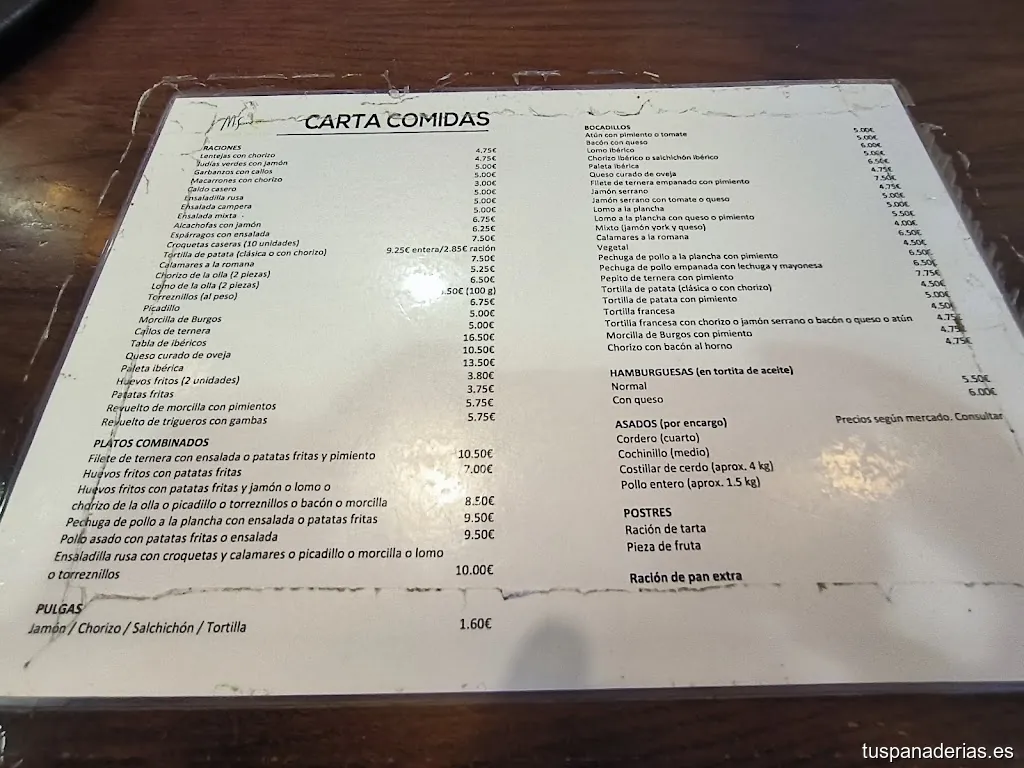 CARTA COMIDAS
RACIONES
Lentejas con chorizo 4.75€
Judías verdes con jamón 4.75€
Garbanzos con callos 5.00€
Macarrones con chorizo 5.00€
Caldo casero 3.00€
Ensaladilla rusa 5.00€
Ensalada campera 5.00€
Ensalada mixta 5.00€
Alcachofas con jamón 6.75€
Espárragos con ensalada 6.25€
Croquetas caseras (10 unidades) 7.50€
Tortilla de patata (clásica o con chorizo) 9.25€ entera/2.85€ ración
Calamares a la romana 7.50€
Chorizo de la olla (2 piezas) 5.25€
Lomo de la olla (2 piezas) 6.50€
Torreznillos (al peso) .50€ (100 g)
Picadillo 6.75€
Morcilla de Burgos 5.00€
Callos de ternera 5.00€
Tabla de ibéricos 16.50€
Queso curado de oveja 10.50€
Paleta ibérica 13.50€
Huevos fritos (2 unidades) 3.80€
Patatas fritas 3.75€
Revuelto de morcilla con pimientos 5.75€
Revuelto de trigueros con gambas 5.75€
PLATOS COMBINADOS
Filete de ternera con ensalada o patatas fritas y pimiento 10.50€
Huevos fritos con patatas fritas 7.00€
Huevos fritos con patatas fritas y jamón o lomo o
chorizo de la olla o picadillo o torreznillos o bacón o morcilla 8.50€
Pechuga de pollo a la plancha con ensalada o patatas fritas 9.50€
Pollo asado con patatas fritas o ensalada 9.50€
Ensaladilla rusa con croquetas y calamares o picadillo o morcilla o lomo
o torreznillos 10.00€
PULGAS
Jamón / Chorizo / Salchichón / Tortilla 1.60€
BOCADILLOS
Atún con pimiento o tomate 5.00€
Bacón con queso 5.00€
Lomo ibérico 6.00€
Chorizo ibérico o salchichón ibérico 5.00€
Paleta ibérica 6.50€
Queso curado de oveja 4.75€
Filete de ternera empanado con pimiento 7.50€
Jamón serrano 4.75€
Jamón serrano con tomate o queso 5.00€
Lomo a la plancha 5.00€
Lomo a la plancha con queso o pimiento 5.50€
Mixto (jamón york y queso) 4.00€
Calamares a la romana 6.50€
Vegetal 4.50€
Pechuga de pollo a la plancha con pimiento 6.50€
Pechuga de pollo empanada con lechuga y mayonesa 6.50€
Pepito de ternera con pimiento 7.75€
Tortilla de patata (clásica o con chorizo) 4.50€
Tortilla de patata con pimiento 5.00€
Tortilla francesa 4.50€
Tortilla francesa con chorizo o jamón serrano o bacón o queso o atún 4.75€
Morcilla de Burgos con pimiento 4.75€
Chorizo con bacón al horno 4.75€
HAMBURGUESAS (en tortita de aceite)
Normal 5.50€
Con queso 6.00€
ASADOS (por encargo) Precios según mercado. Consultar
Cordero (cuarto)
Cochinillo (medio)
Costillar de cerdo (aprox. 4 kg)
Pollo entero (aprox. 1.5 kg)
POSTRES
Ración de tarta
Pieza de fruta
Ración de pan extra
tuspanaderias.es